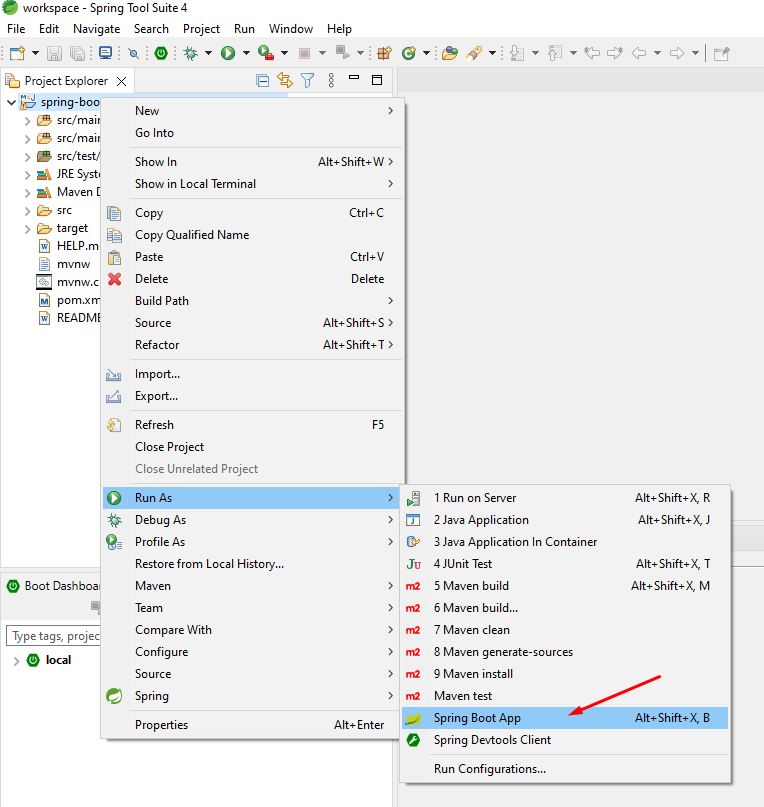 workspace - Spring Tool Suite 4
File Edit Navigate Search Project Run Window Help
Project Explorer
spring-boo
src/main
src/main
src/test/
JRE Syst
Maven D
src
target
HELP.m
mvnw
mvnw.c
pom.xm
README
New
Go Into
Show In Alt+Shift+W
Show in Local Terminal
Copy Ctrl+C
Copy Qualified Name
Paste Ctrl+V
Delete Delete
Build Path
Source Alt+Shift+S
Refactor Alt+Shift+T
Import...
Export...
Refresh F5
Close Project
Close Unrelated Project
Run As
Debug As
Profile As
Restore from Local History...
Maven
Team
Compare With
Configure
Source
Spring
Properties Alt+Enter
1 Run on Server Alt+Shift+X, R
2 Java Application Alt+Shift+X, J
3 Java Application In Container
4 JUnit Test Alt+Shift+X, T
5 Maven build Alt+Shift+X, M
6 Maven build...
7 Maven clean
8 Maven generate-sources
9 Maven install
Maven test
Spring Boot App Alt+Shift+X, B
Spring Devtools Client
Run Configurations...
Boot Dashboa
Type tags, projec
local